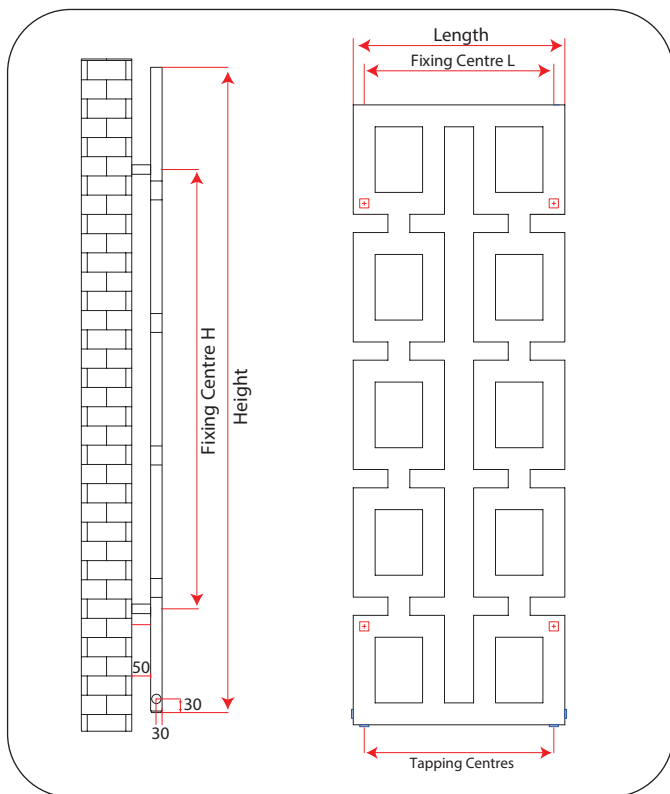 Length
Fixing Centre L
Fixing Centre H
Height
50
30
30
Tapping Centres